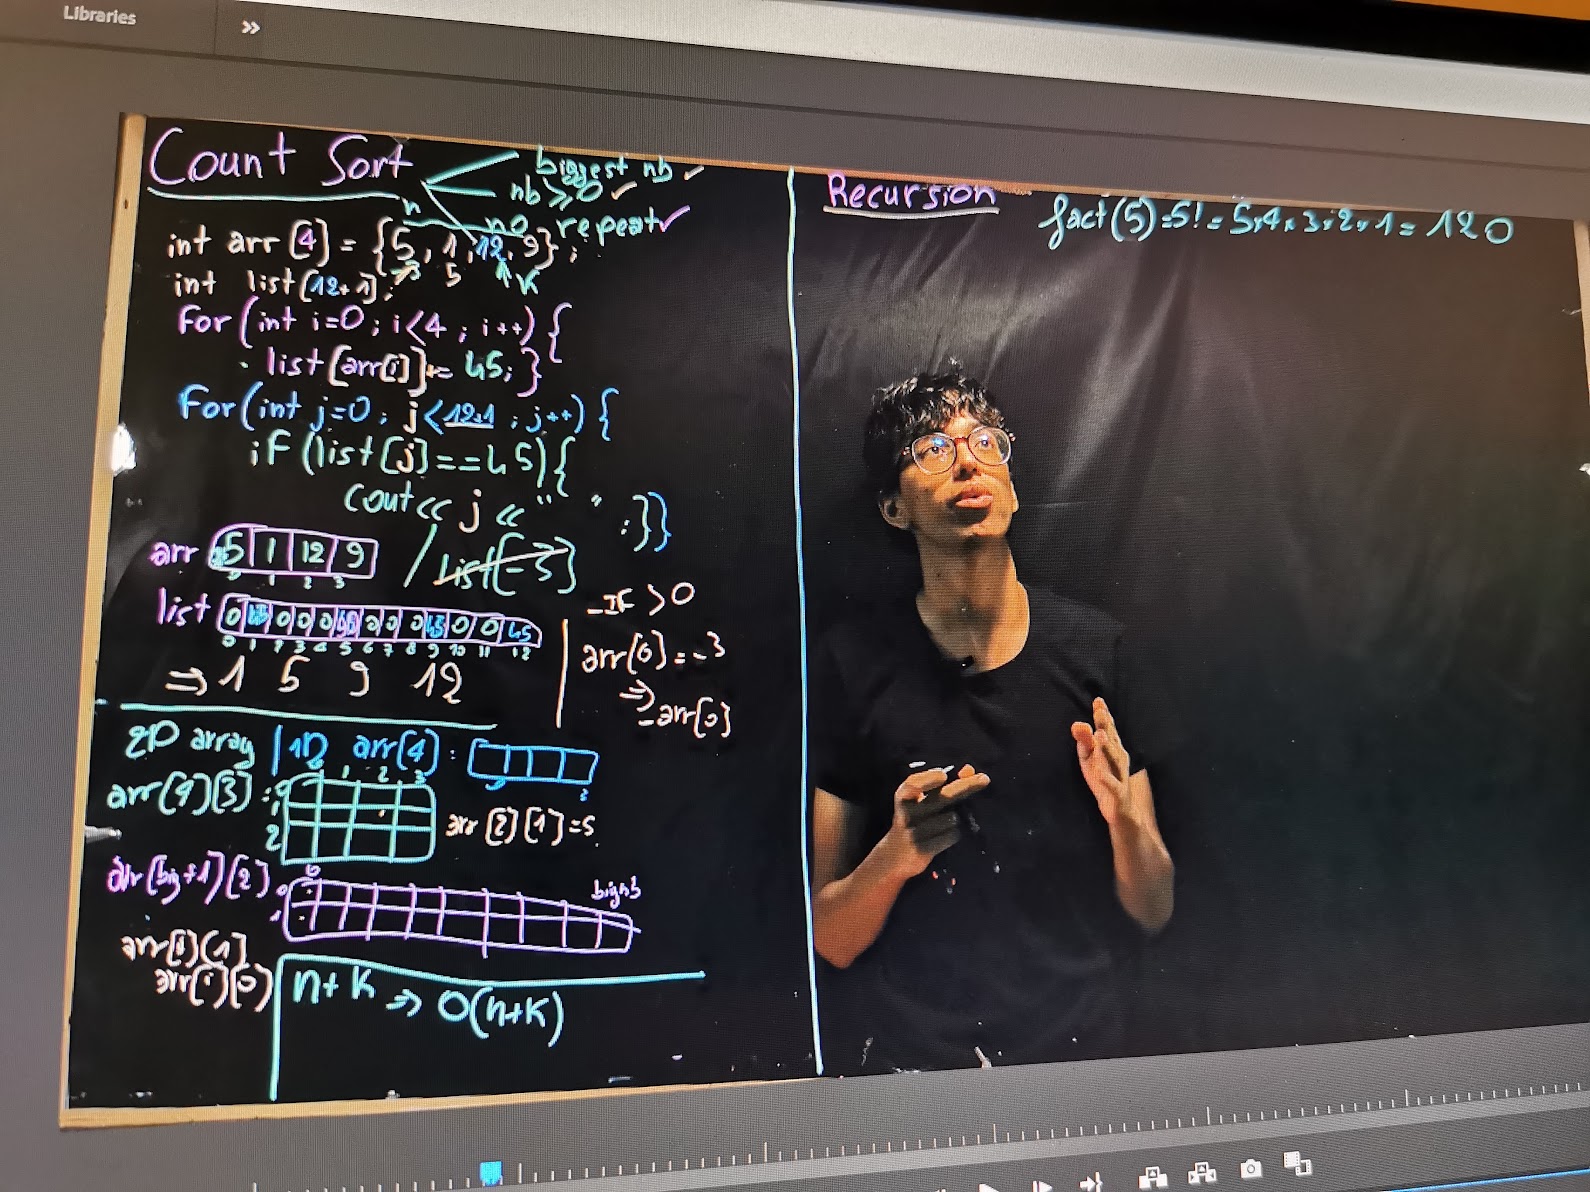 Libraries
»
Count Sort
biggest nb ✓
nb ≥ 0 ✓
no repeat ✓
n
int arr [4] = {5, 1, 12, 9};
5
K
int list[12+1];
For (int i=0; i<4; i++) {
list[arr[i]] = 45; }
For (int j=0; j<12+1; j++) {
if (list[j] == 45) {
cout << j << " " ; }}
arr 5 1 12 9
0 1 2 3
/ list[-3]
list 0 45 0 0 0 45 0 0 0 45 0 0 45
0 1 2 3 4 5 6 7 8 9 10 11 12
⇒ 1 5 9 12
_IF > 0
arr[0] = -3
⇒ -arr[0]
2D array | 1D arr[4] :
3
arr[4][3] :
0 1 2 3
1
2
arr [2] [1] = 5
arr[big+1][2]
0
0
1
big nb
arr[i][1]
arr[i][0]
n+K ⇒ O(n+K)
Recursion
fact(5) = 5! = 5 × 4 × 3 × 2 × 1 = 120